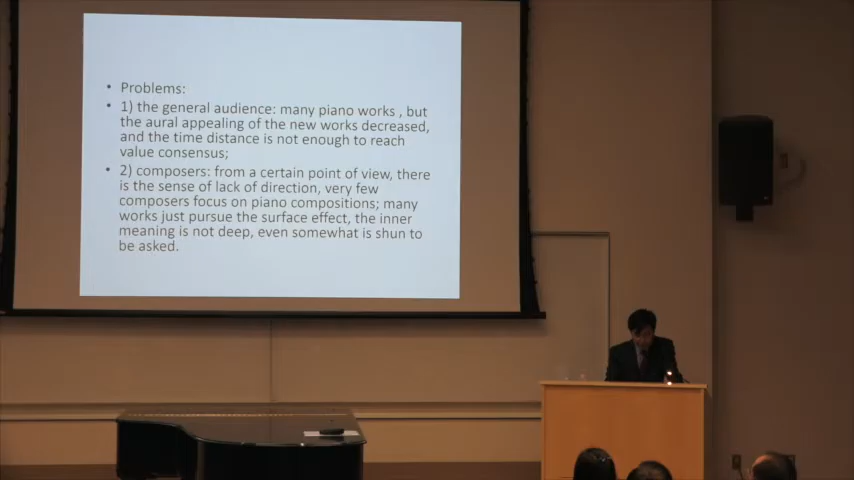 • Problems:
• 1) the general audience: many piano works , but
the aural appealing of the new works decreased,
and the time distance is not enough to reach
value consensus;
• 2) composers: from a certain point of view, there
is the sense of lack of direction, very few
composers focus on piano compositions; many
works just pursue the surface effect, the inner
meaning is not deep, even somewhat is shun to
be asked.